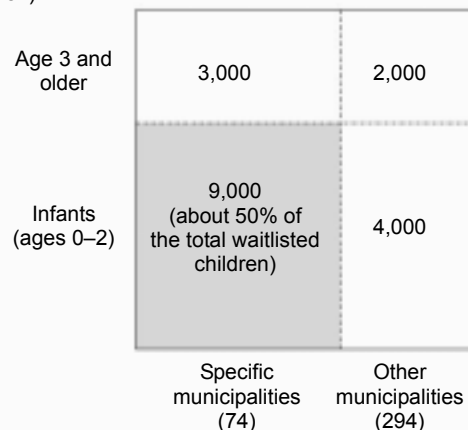 Age 3 and
older
3,000
2,000
Infants
(ages 0–2)
9,000
(about 50% of
the total waitlisted
children)
4,000
Specific
municipalities
(74)
Other
municipalities
(294)